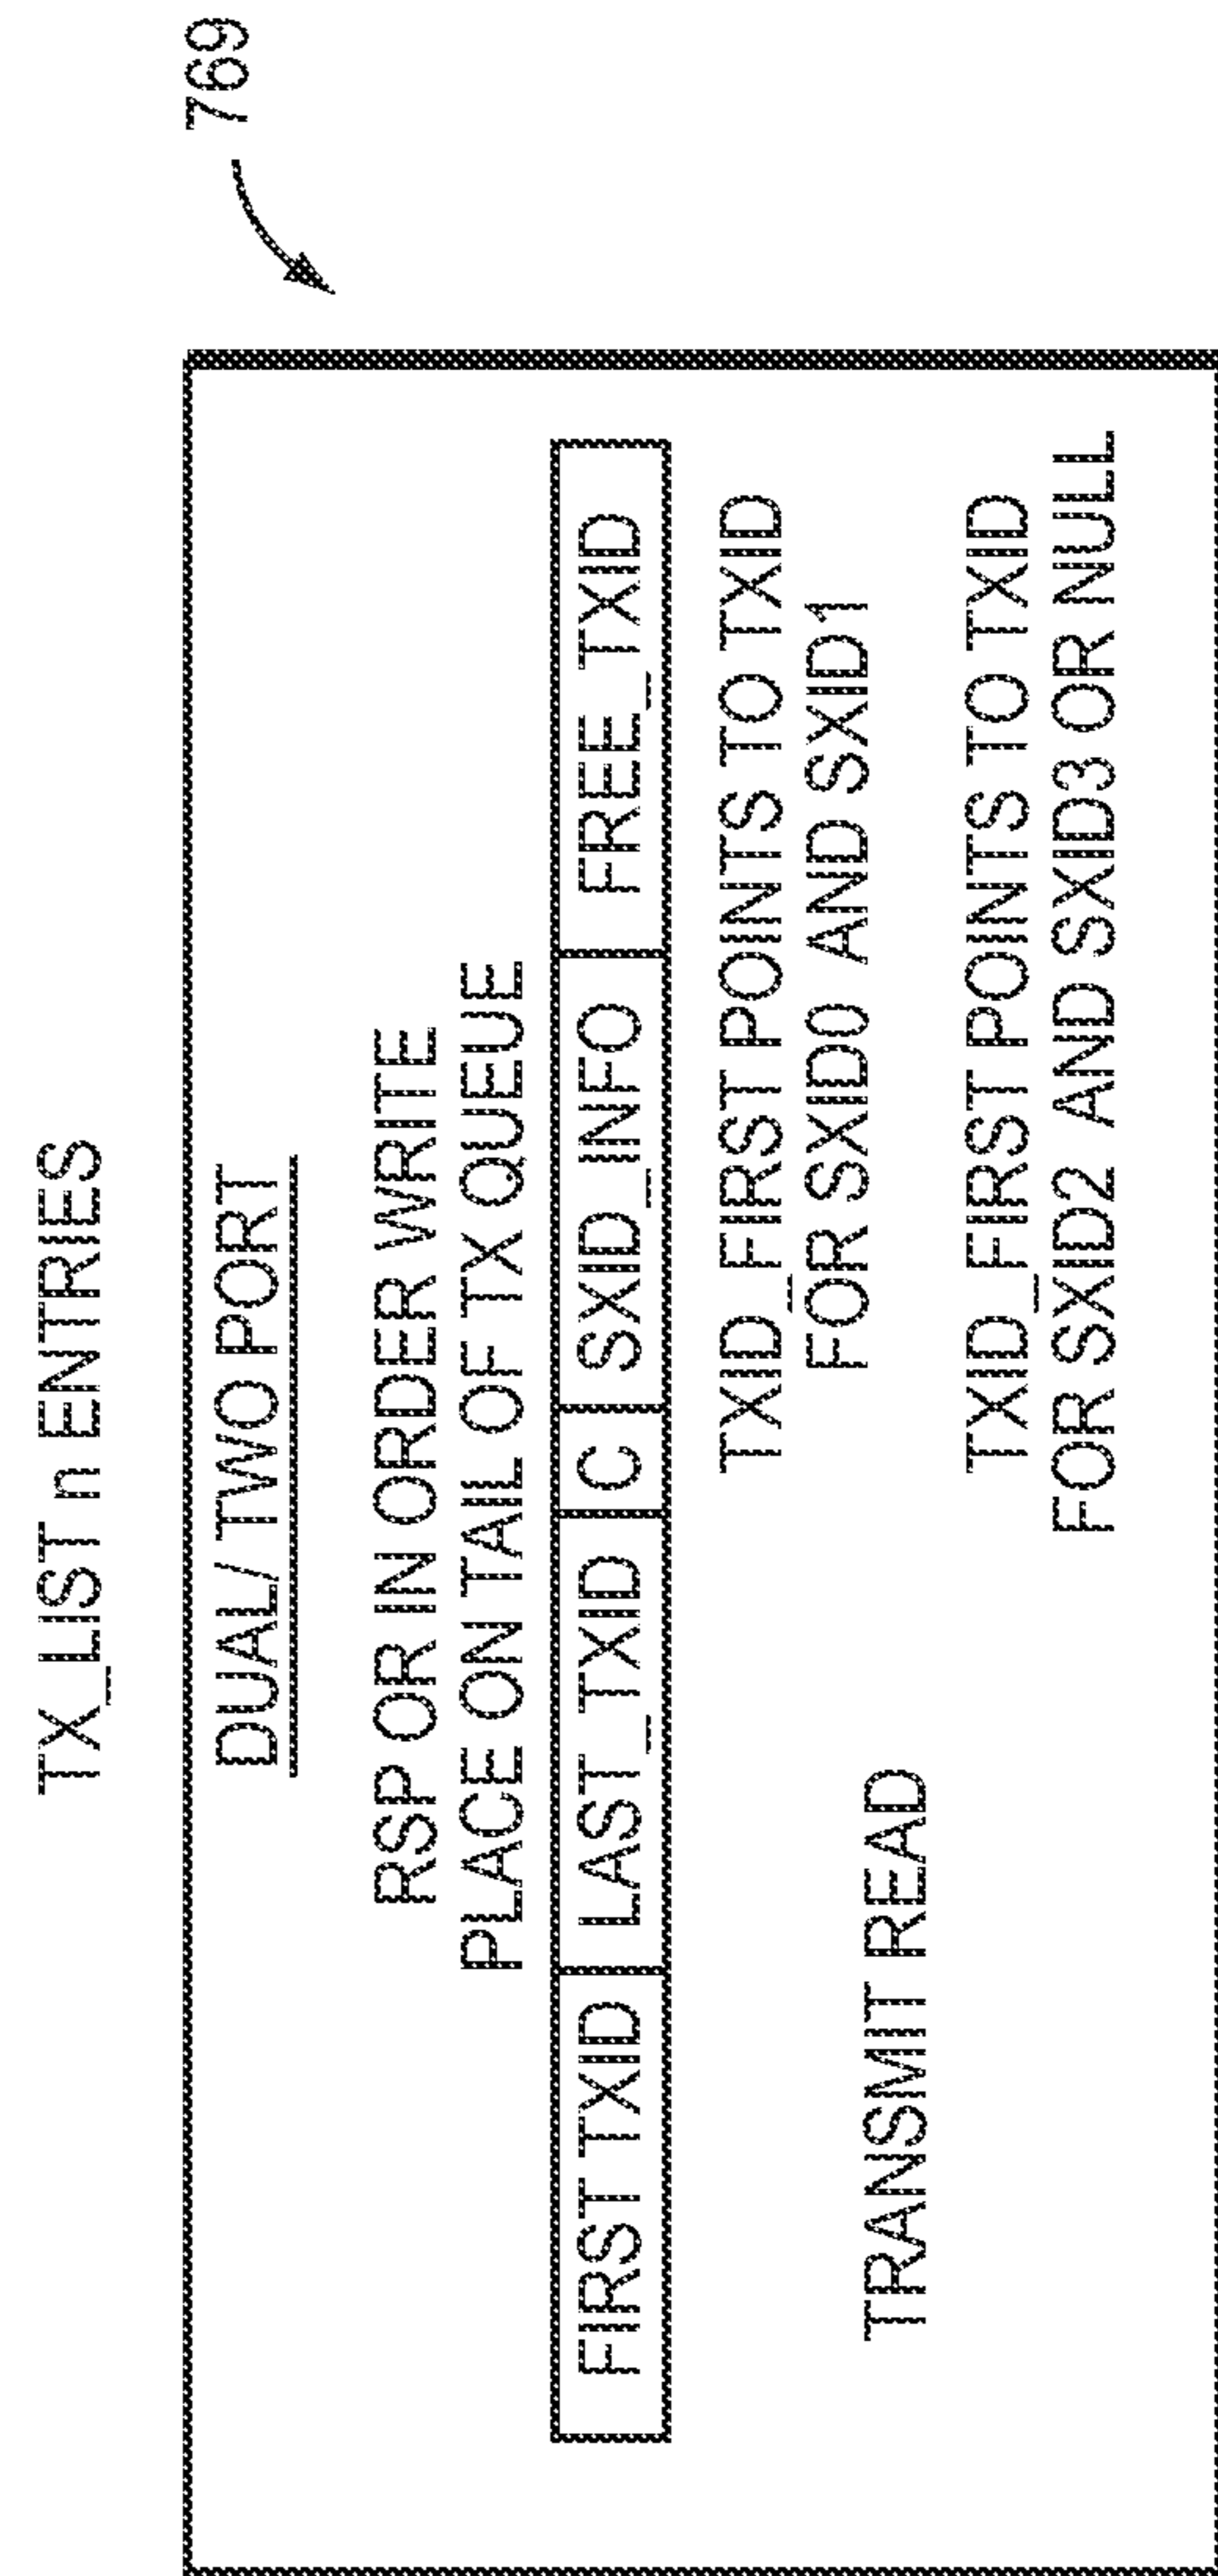 TX_LIST n ENTRIES
769
DUAL/ TWO PORT
RSP OR IN ORDER WRITE
PLACE ON TAIL OF TX QUEUE
FIRST TXID LAST_TXID C SXID_INFO FREE_TXID
TXID_FIRST POINTS TO TXID
FOR SXID0 AND SXID1
TRANSMIT READ
TXID_FIRST POINTS TO TXID
FOR SXID2 AND SXID3 OR NULL